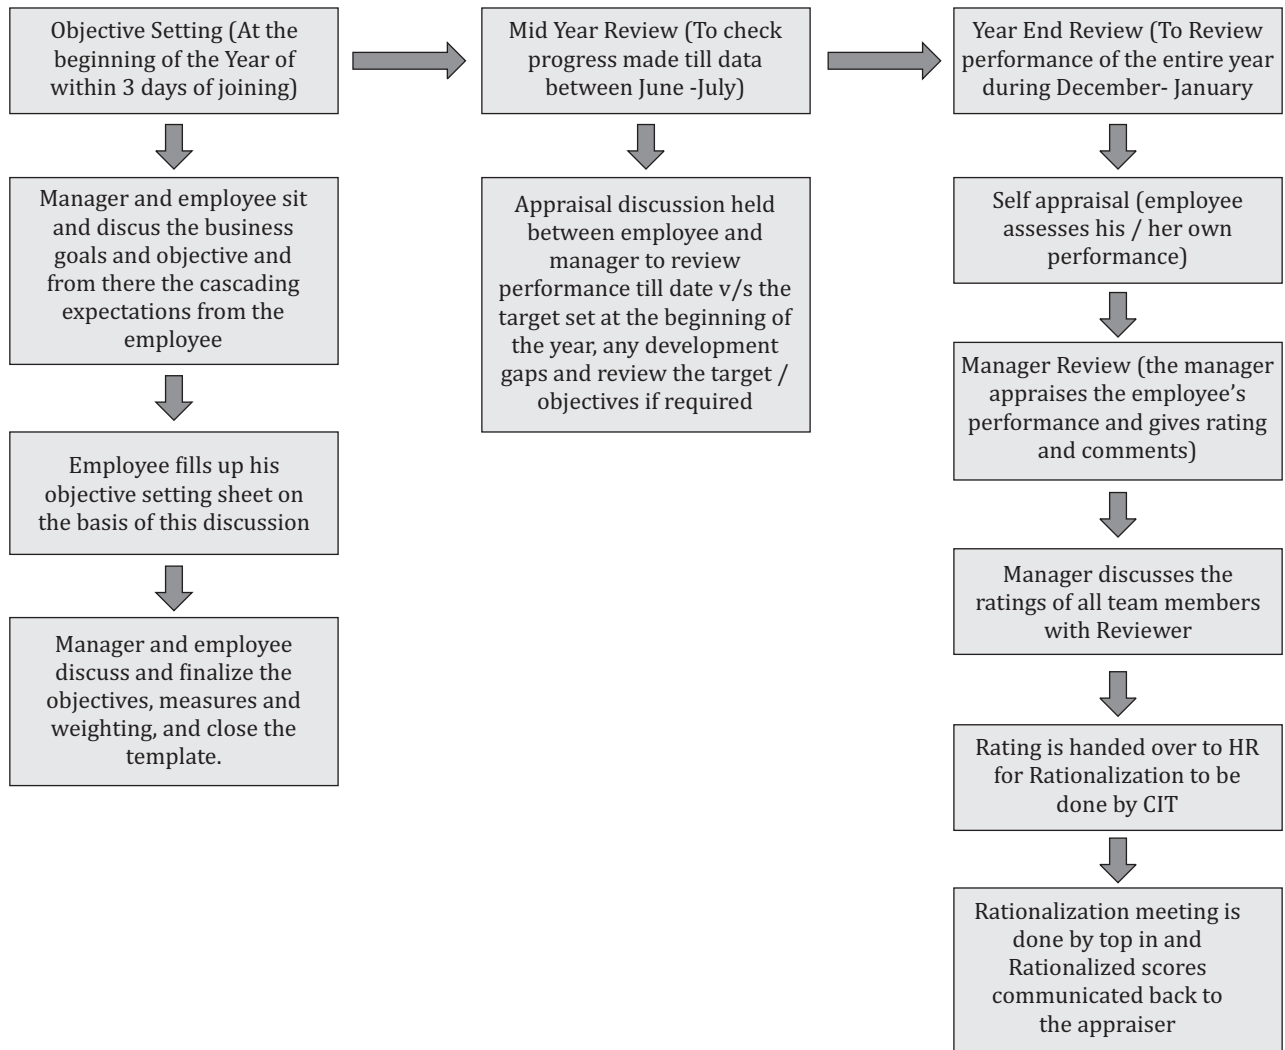 Objective Setting (At the
beginning of the Year of
within 3 days of joining)
Mid Year Review (To check
progress made till data
between June -July)
Year End Review (To Review
performance of the entire year
during December- January
Manager and employee sit
and discus the business
goals and objective and
from there the cascading
expectations from the
employee
Employee fills up his
objective setting sheet on
the basis of this discussion
Manager and employee
discuss and finalize the
objectives, measures and
weighting, and close the
template.
Appraisal discussion held
between employee and
manager to review
performance till date v/s the
target set at the beginning of
the year, any development
gaps and review the target /
objectives if required
Self appraisal (employee
assesses his / her own
performance)
Manager Review (the manager
appraises the employee’s
performance and gives rating
and comments)
Manager discusses the
ratings of all team members
with Reviewer
Rating is handed over to HR
for Rationalization to be
done by CIT
Rationalization meeting is
done by top in and
Rationalized scores
communicated back to
the appraiser